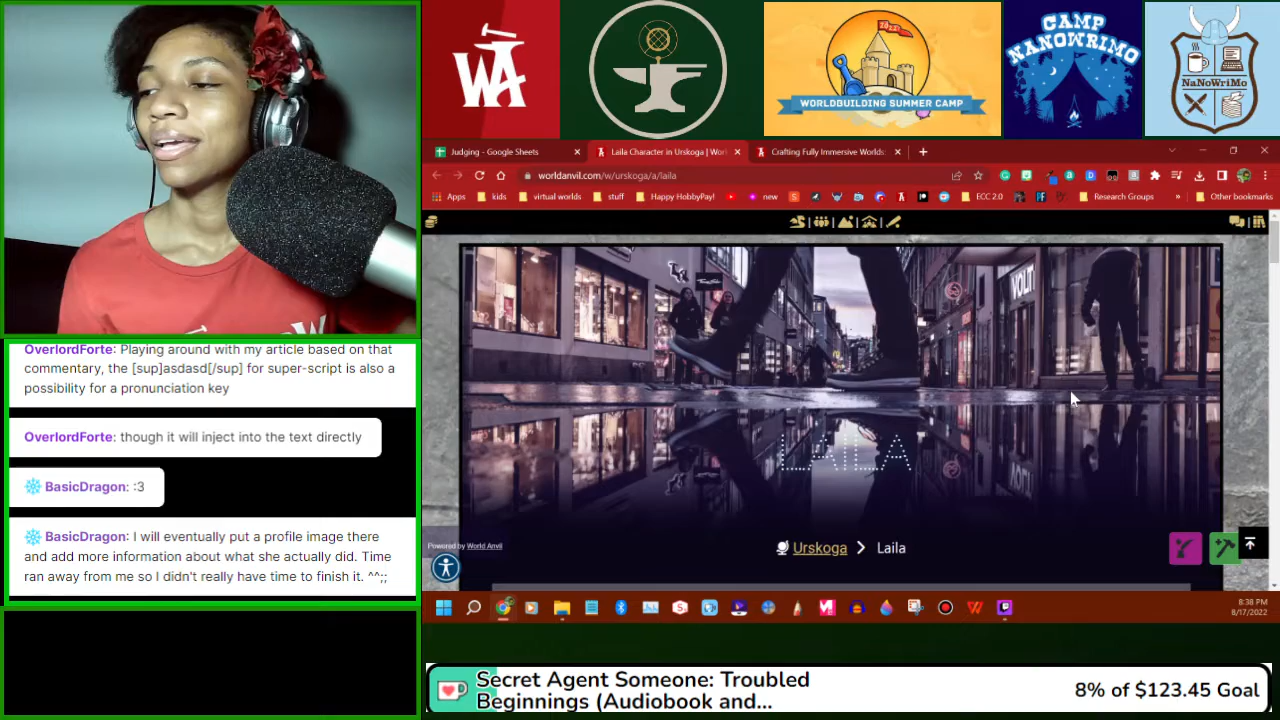 WA
2022
WORLDBUILDING SUMMER CAMP
CAMP
NANOWRIMO
NaNoWriMo
Judging - Google Sheets
Laila Character in Urskoga | Worl
Crafting Fully Immersive Worlds:
worldanvil.com/w/urskoga/a/laila
Apps
kids
virtual worlds
stuff
Happy HobbyPay!
new
ECC 2.0
Research Groups
Other bookmarks
VOLT
LAILA
Powered by World Anvil
Urskoga
Laila
OverlordForte: Playing around with my article based on that
commentary, the [sup]asdasd[/sup] for super-script is also a
possibility for a pronunciation key
OverlordForte: though it will inject into the text directly
BasicDragon: :3
BasicDragon: I will eventually put a profile image there
and add more information about what she actually did. Time
ran away from me so I didn't really have time to finish it. ^^;;
8:38 PM
8/17/2022
Secret Agent Someone: Troubled
Beginnings (Audiobook and...
8% of $123.45 Goal